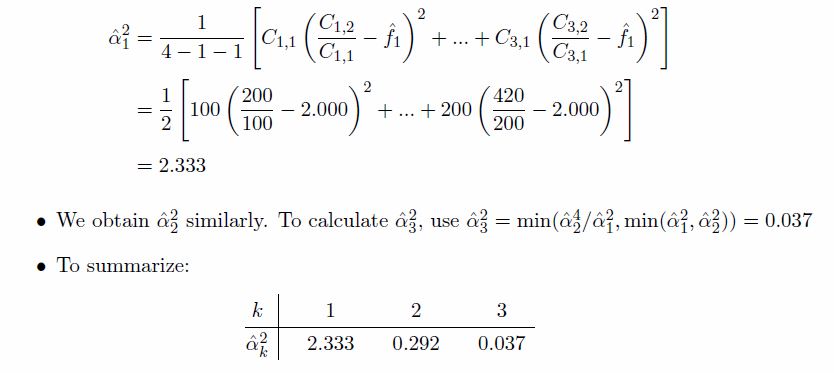 α̂₁² = 1/(4 − 1 − 1) [C₁,₁ (C₁,₂/C₁,₁ − f̂₁)² + ... + C₃,₁ (C₃,₂/C₃,₁ − f̂₁)²]
= 1/2 [100 (200/100 − 2.000)² + ... + 200 (420/200 − 2.000)²]
= 2.333
• We obtain α̂₂² similarly. To calculate α̂₃², use α̂₃² = min(α̂₂⁴/α̂₁², min(α̂₁², α̂₂²)) = 0.037
• To summarize:
k 1 2 3
α̂ₖ² 2.333 0.292 0.037